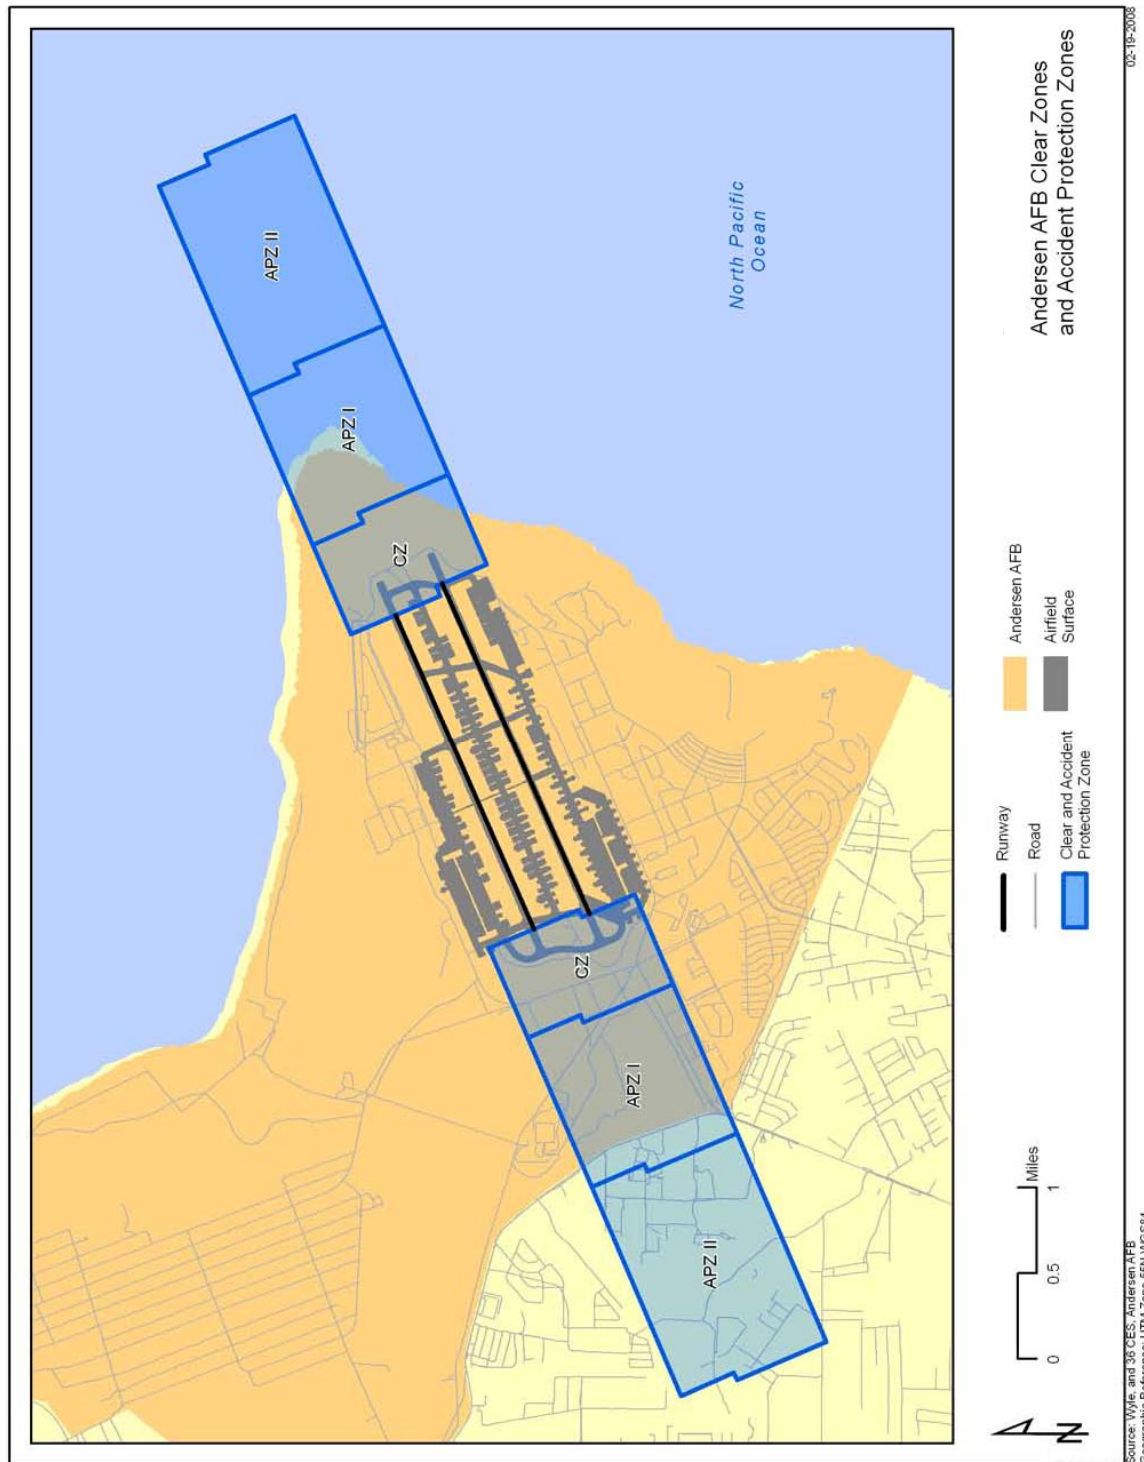 APZ II
APZ I
CZ
CZ
APZ I
APZ II
North Pacific
Ocean
N
0 0.5 1
Miles
Runway
Road
Clear and Accident
Protection Zone
Andersen AFB
Airfield
Surface
Andersen AFB Clear Zones
and Accident Protection Zones
Source: Wyle, and 36 CES, Andersen AFB
02-19-2008